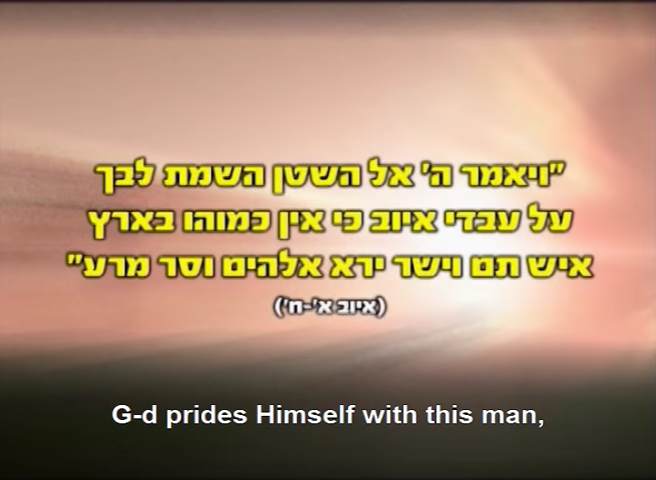 "ויאמר ה' אל השטן השמת לבך
על עבדי איוב כי אין כמוהו בארץ
איש תם וישר ירא אלהים וסר מרע"
(איוב א'-ח')
G-d prides Himself with this man,